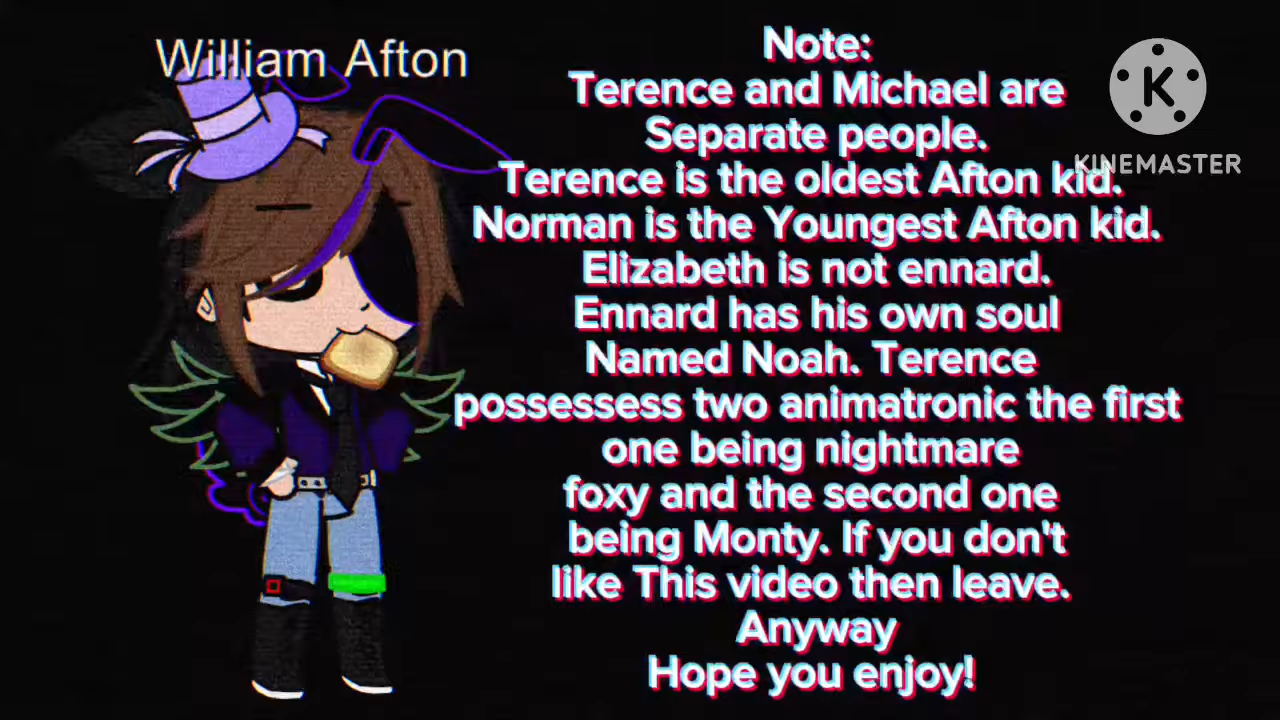 William Afton
Note:
Terence and Michael are
Separate people.
Terence is the oldest Afton kid.
Norman is the Youngest Afton kid.
Elizabeth is not ennard.
Ennard has his own soul
Named Noah. Terence
possessess two animatronic the first
one being nightmare
foxy and the second one
being Monty. If you don't
like This video then leave.
Anyway
Hope you enjoy!
K
KINEMASTER